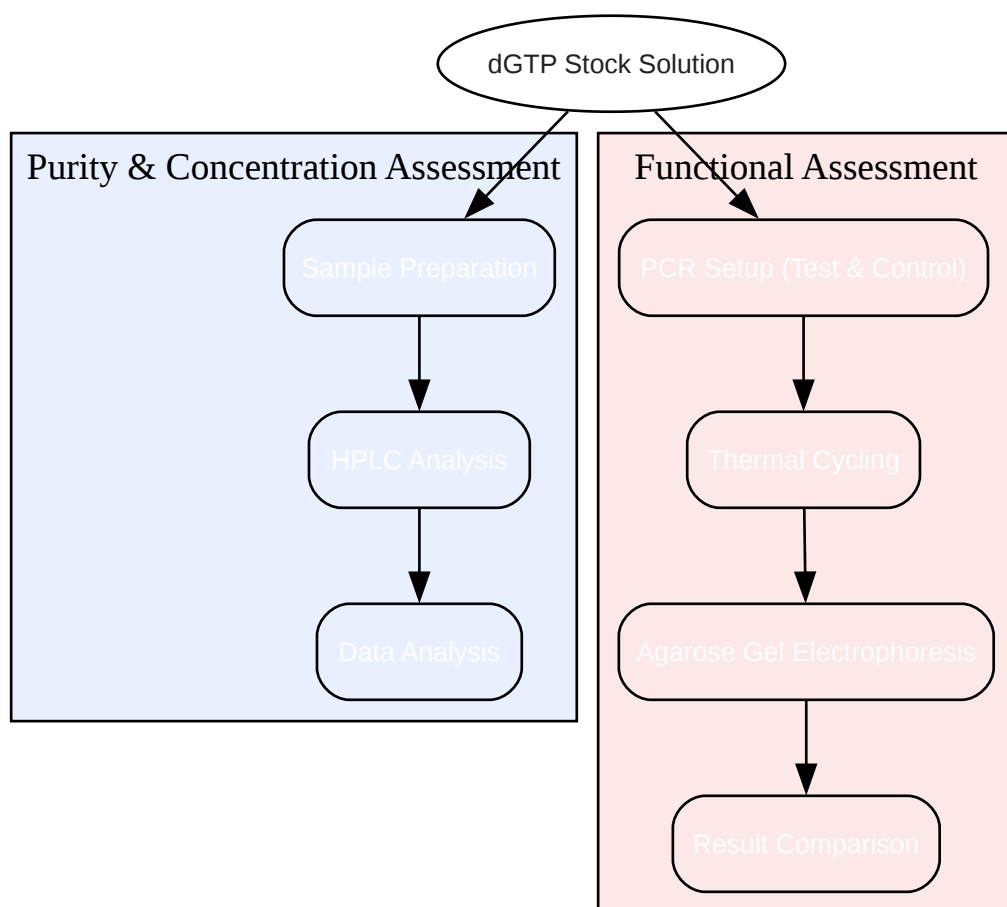 dGTP Stock Solution
Purity & Concentration Assessment
Sample Preparation
HPLC Analysis
Data Analysis
Functional Assessment
PCR Setup (Test & Control)
Thermal Cycling
Agarose Gel Electrophoresis
Result Comparison